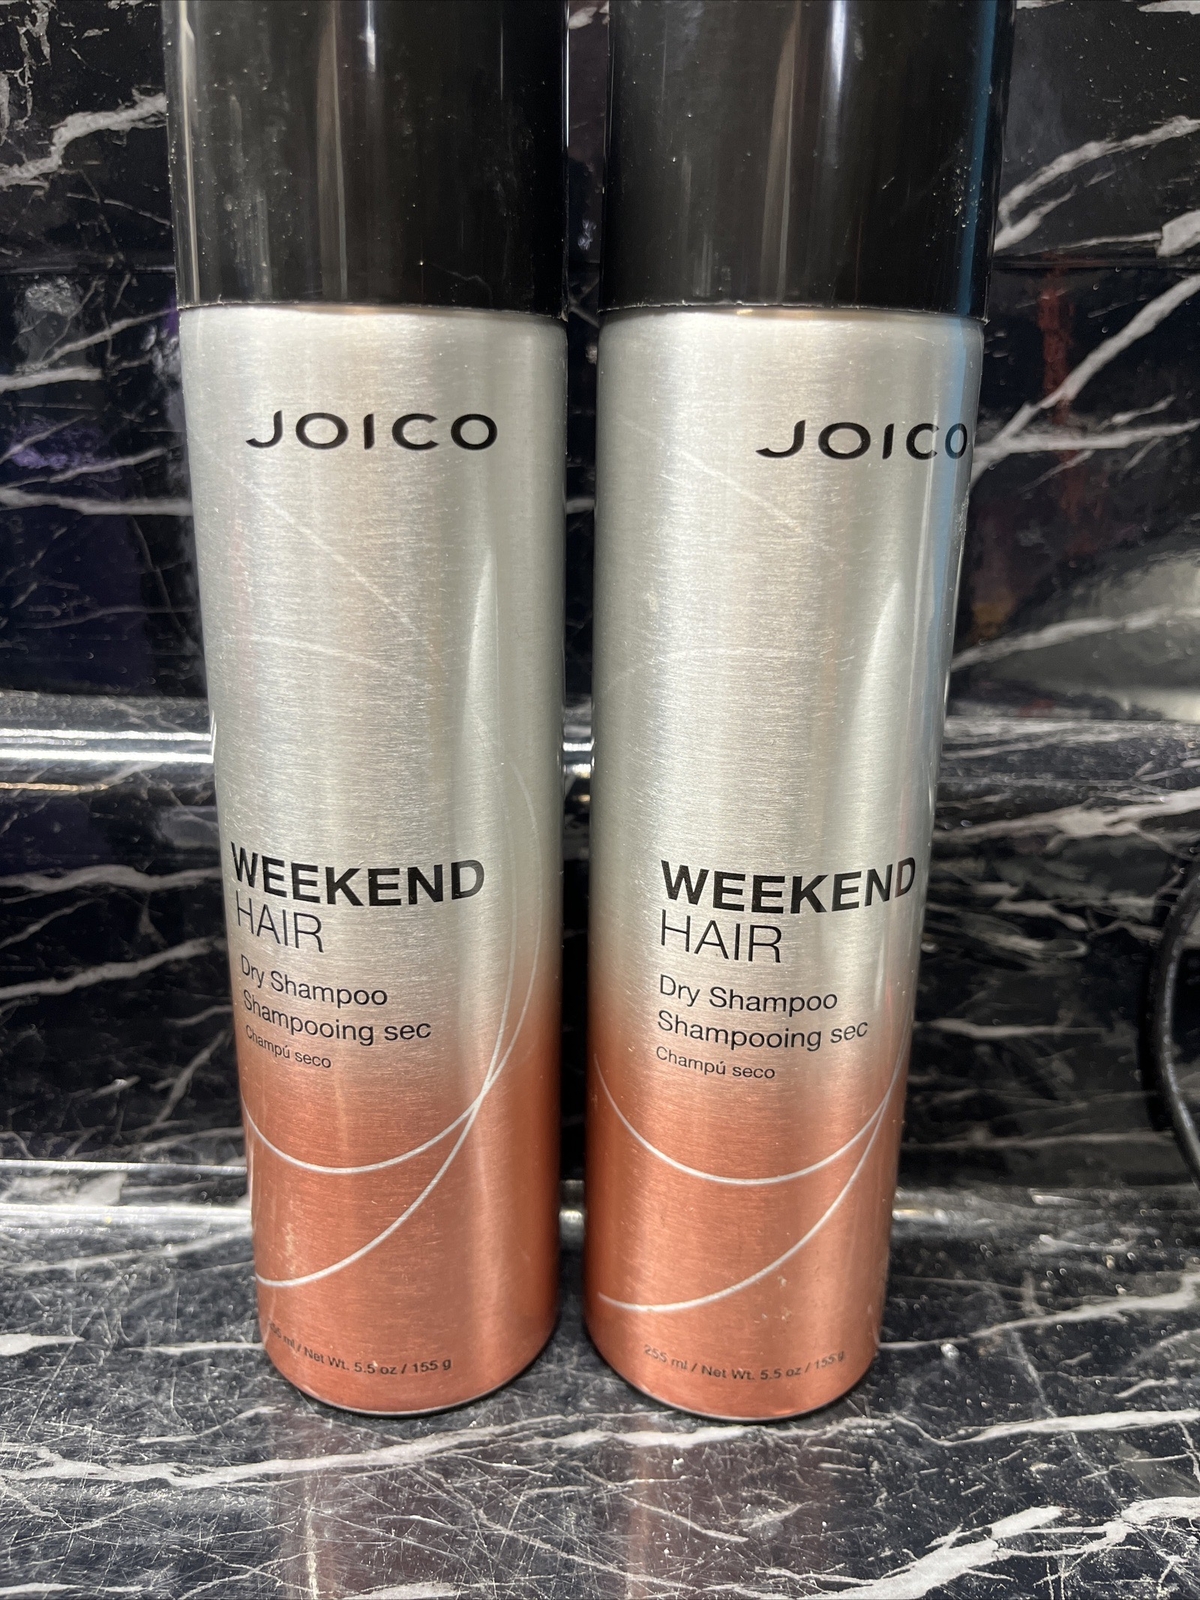 JOICO
WEEKEND
HAIR
Dry Shampoo
Shampooing sec
Champú seco
ml / Net Wt. 5.5 oz / 155 g
JOICO
WEEKEND
HAIR
Dry Shampoo
Shampooing sec
Champú seco
255 ml / Net Wt. 5.5 oz / 155 g